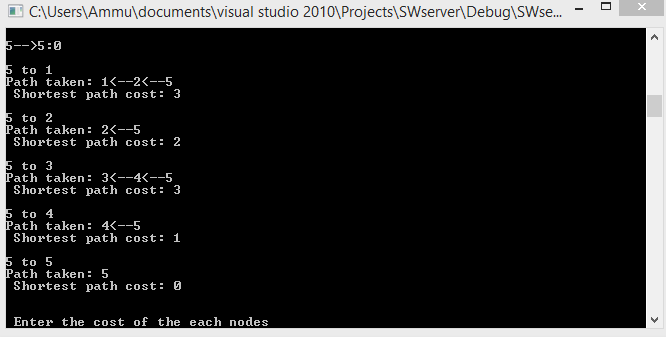 C:\Users\Ammu\documents\visual studio 2010\Projects\SWserver\Debug\SWse...
5-->5:0
5 to 1
Path taken: 1<--2<--5
Shortest path cost: 3
5 to 2
Path taken: 2<--5
Shortest path cost: 2
5 to 3
Path taken: 3<--4<--5
Shortest path cost: 3
5 to 4
Path taken: 4<--5
Shortest path cost: 1
5 to 5
Path taken: 5
Shortest path cost: 0
Enter the cost of the each nodes